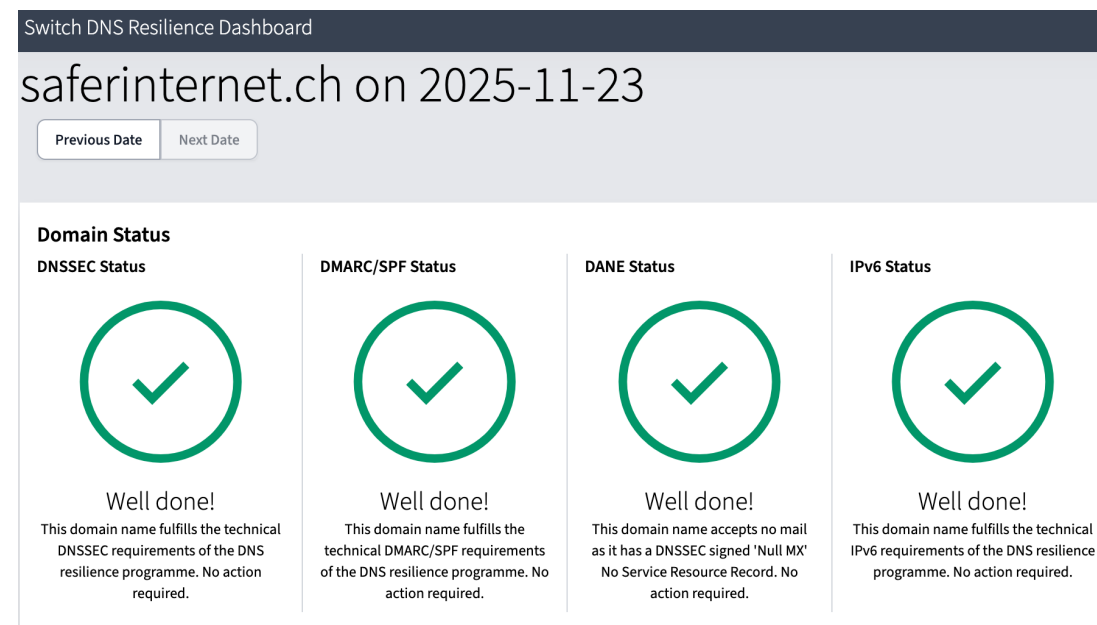 Switch DNS Resilience Dashboard
saferinternet.ch on 2025-11-23
Previous Date
Next Date
Domain Status
DNSSEC Status
Well done!
This domain name fulfills the technical
DNSSEC requirements of the DNS
resilience programme. No action
required.
DMARC/SPF Status
Well done!
This domain name fulfills the
technical DMARC/SPF requirements
of the DNS resilience programme. No
action required.
DANE Status
Well done!
This domain name accepts no mail
as it has a DNSSEC signed 'Null MX'
No Service Resource Record. No
action required.
IPv6 Status
Well done!
This domain name fulfills the technical
IPv6 requirements of the DNS resilience
programme. No action required.